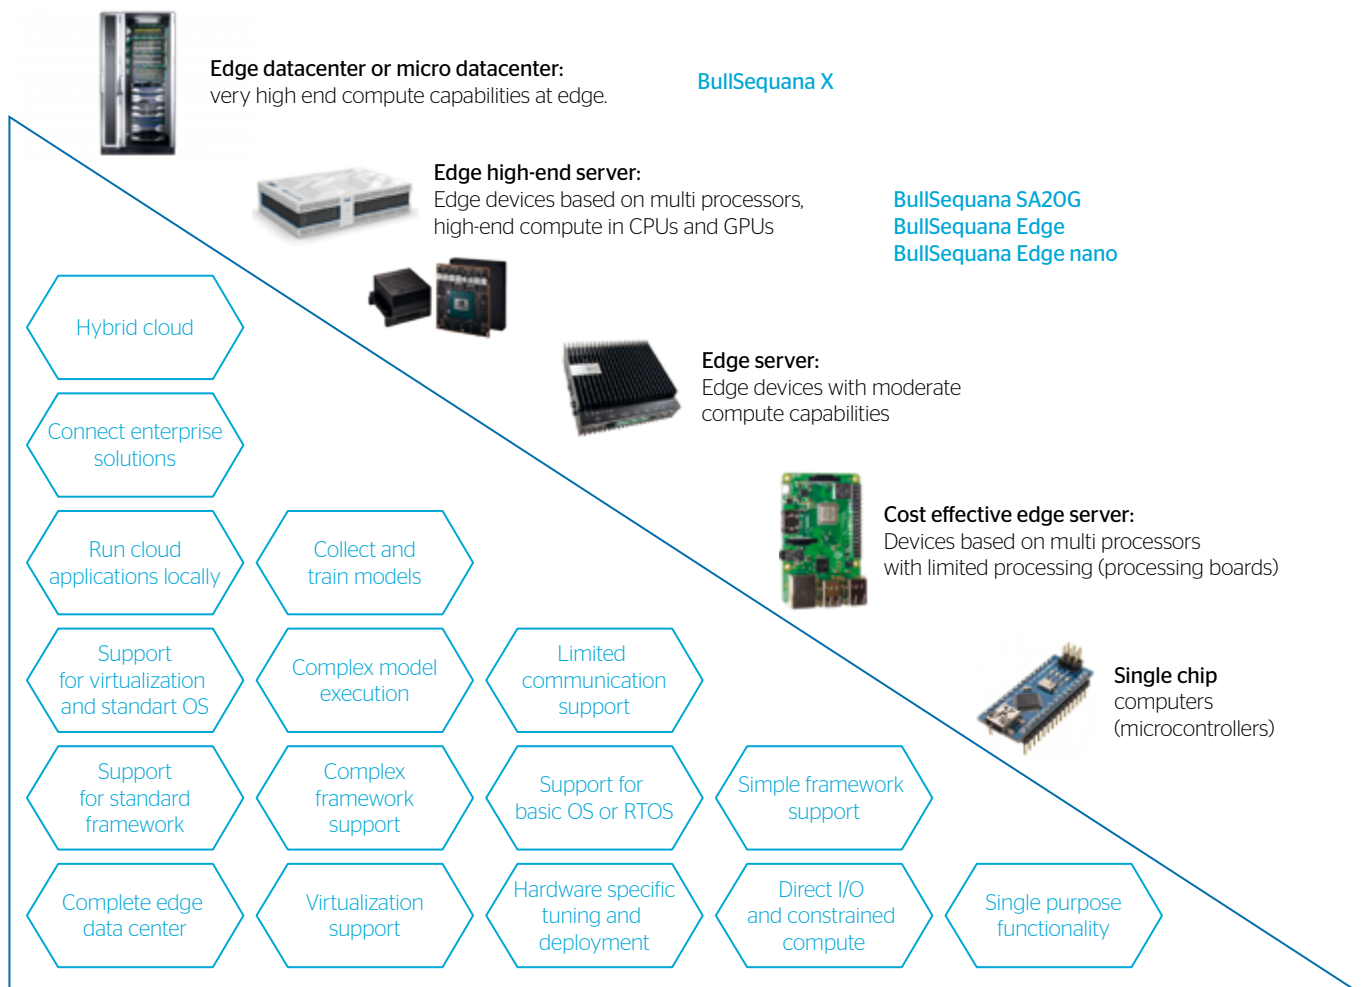 Edge datacenter or micro datacenter:
very high end compute capabilities at edge.
BullSequana X
Edge high-end server:
Edge devices based on multi processors,
high-end compute in CPUs and GPUs
BullSequana SA20G
BullSequana Edge
BullSequana Edge nano
Edge server:
Edge devices with moderate
compute capabilities
Cost effective edge server:
Devices based on multi processors
with limited processing (processing boards)
Single chip
computers
(microcontrollers)
Hybrid cloud
Connect enterprise
solutions
Run cloud
applications locally
Collect and
train models
Support
for virtualization
and standart OS
Complex model
execution
Limited
communication
support
Support
for standard
framework
Complex
framework
support
Support for
basic OS or RTOS
Simple framework
support
Complete edge
data center
Virtualization
support
Hardware specific
tuning and
deployment
Direct I/O
and constrained
compute
Single purpose
functionality